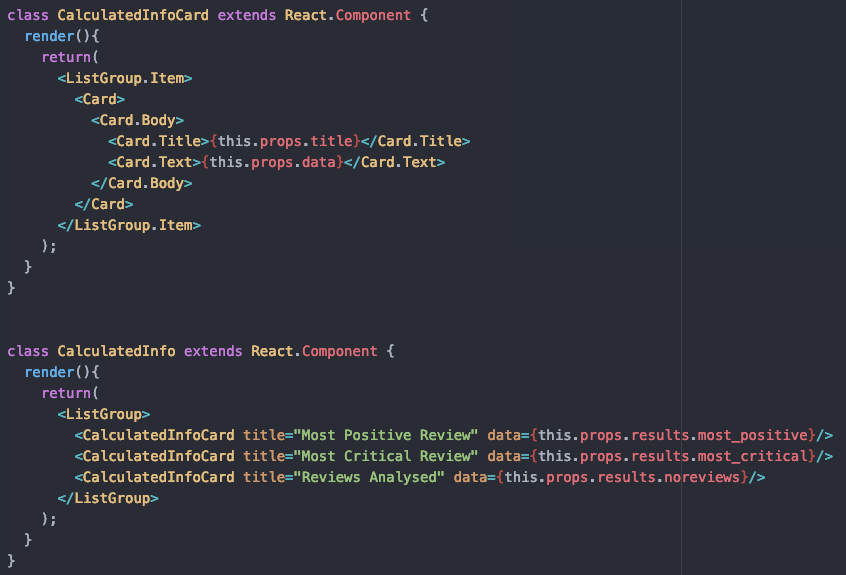 class CalculatedInfoCard extends React.Component {
  render(){
    return(
      <ListGroup.Item>
        <Card>
          <Card.Body>
            <Card.Title>{this.props.title}</Card.Title>
            <Card.Text>{this.props.data}</Card.Text>
          </Card.Body>
        </Card>
      </ListGroup.Item>
    );
  }
}
class CalculatedInfo extends React.Component {
  render(){
    return(
      <ListGroup>
        <CalculatedInfoCard title="Most Positive Review" data={this.props.results.most_positive}/>
        <CalculatedInfoCard title="Most Critical Review" data={this.props.results.most_critical}/>
        <CalculatedInfoCard title="Reviews Analysed" data={this.props.results.noreviews}/>
      </ListGroup>
    );
  }
}